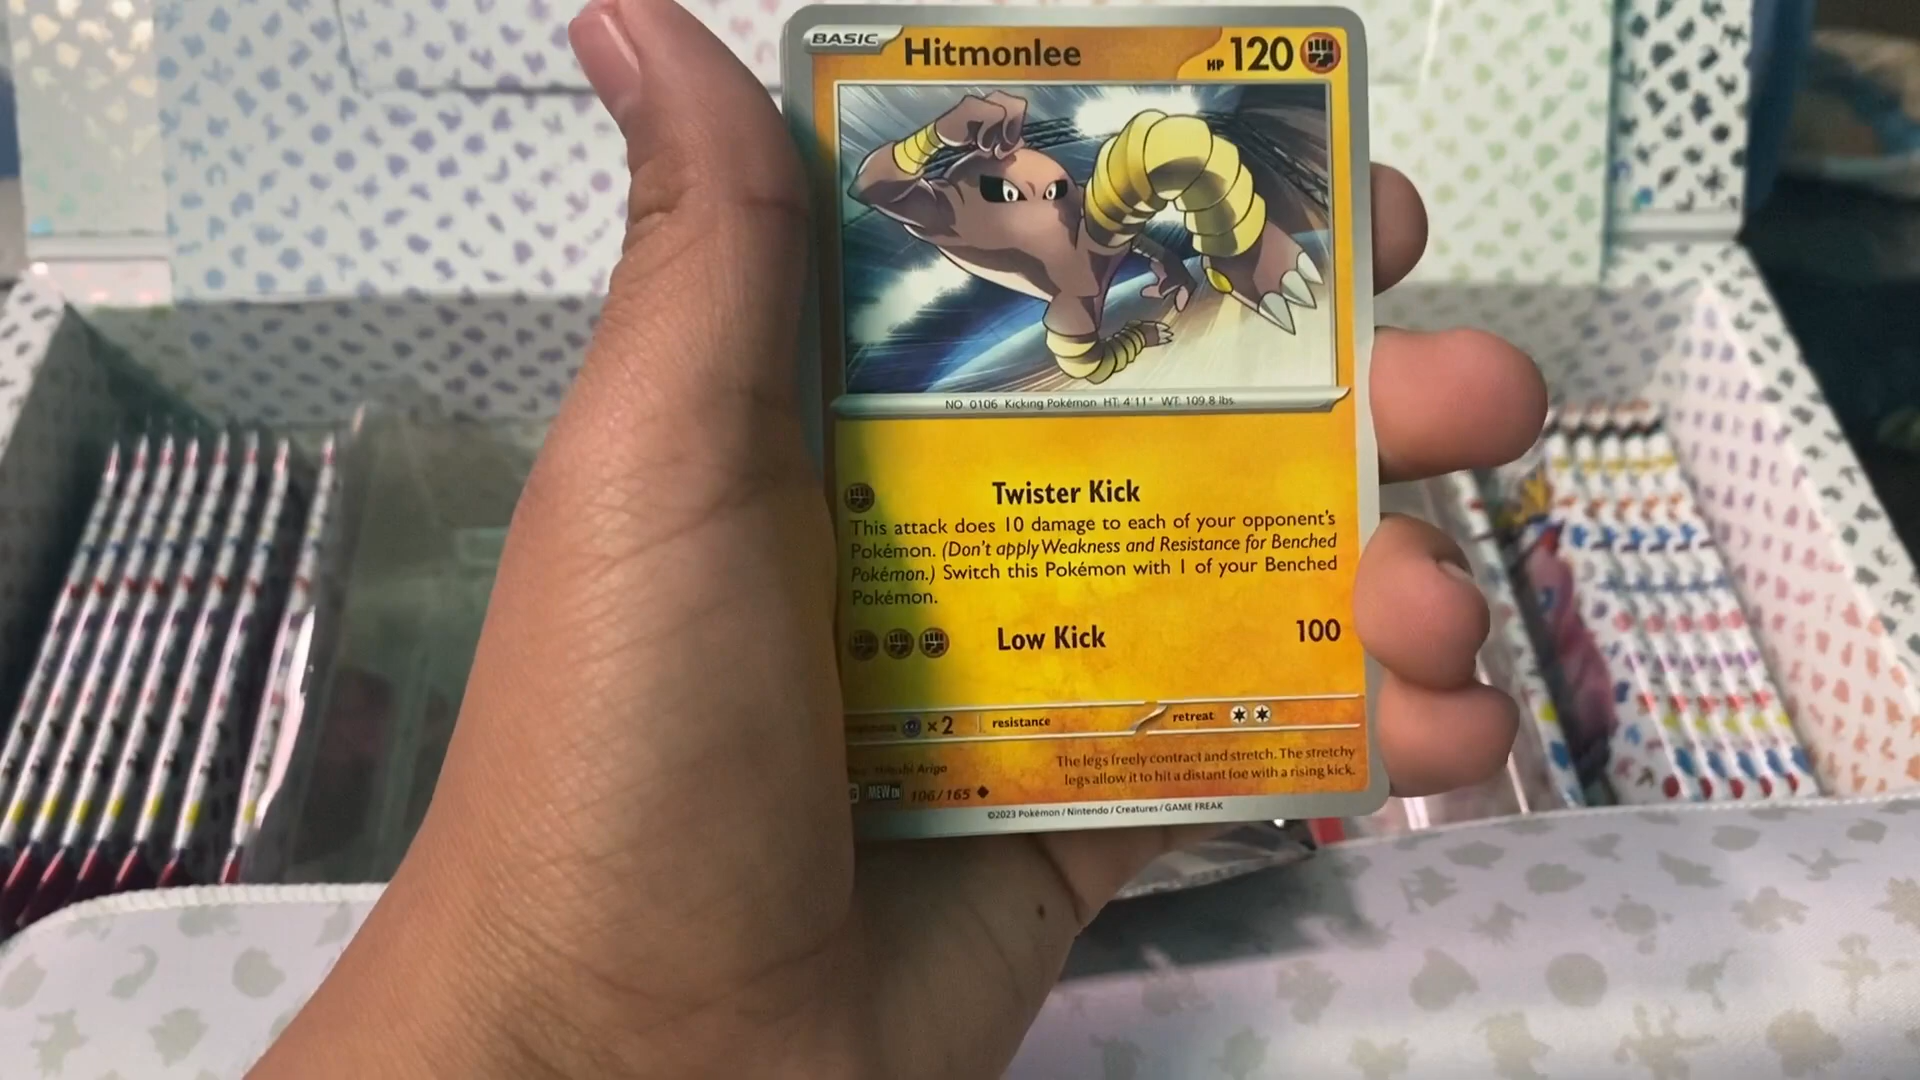 BASIC Hitmonlee HP 120
NO. 0106 Kicking Pokémon HT: 4'11" WT: 109.8 lbs.
Twister Kick
This attack does 10 damage to each of your opponent's
Pokémon. (Don't apply Weakness and Resistance for Benched
Pokémon.) Switch this Pokémon with 1 of your Benched
Pokémon.
Low Kick 100
×2 resistance retreat
Ariga
The legs freely contract and stretch. The stretchy
legs allow it to hit a distant foe with a rising kick.
G MEW EN 106/165
©2023 Pokémon / Nintendo / Creatures / GAME FREAK